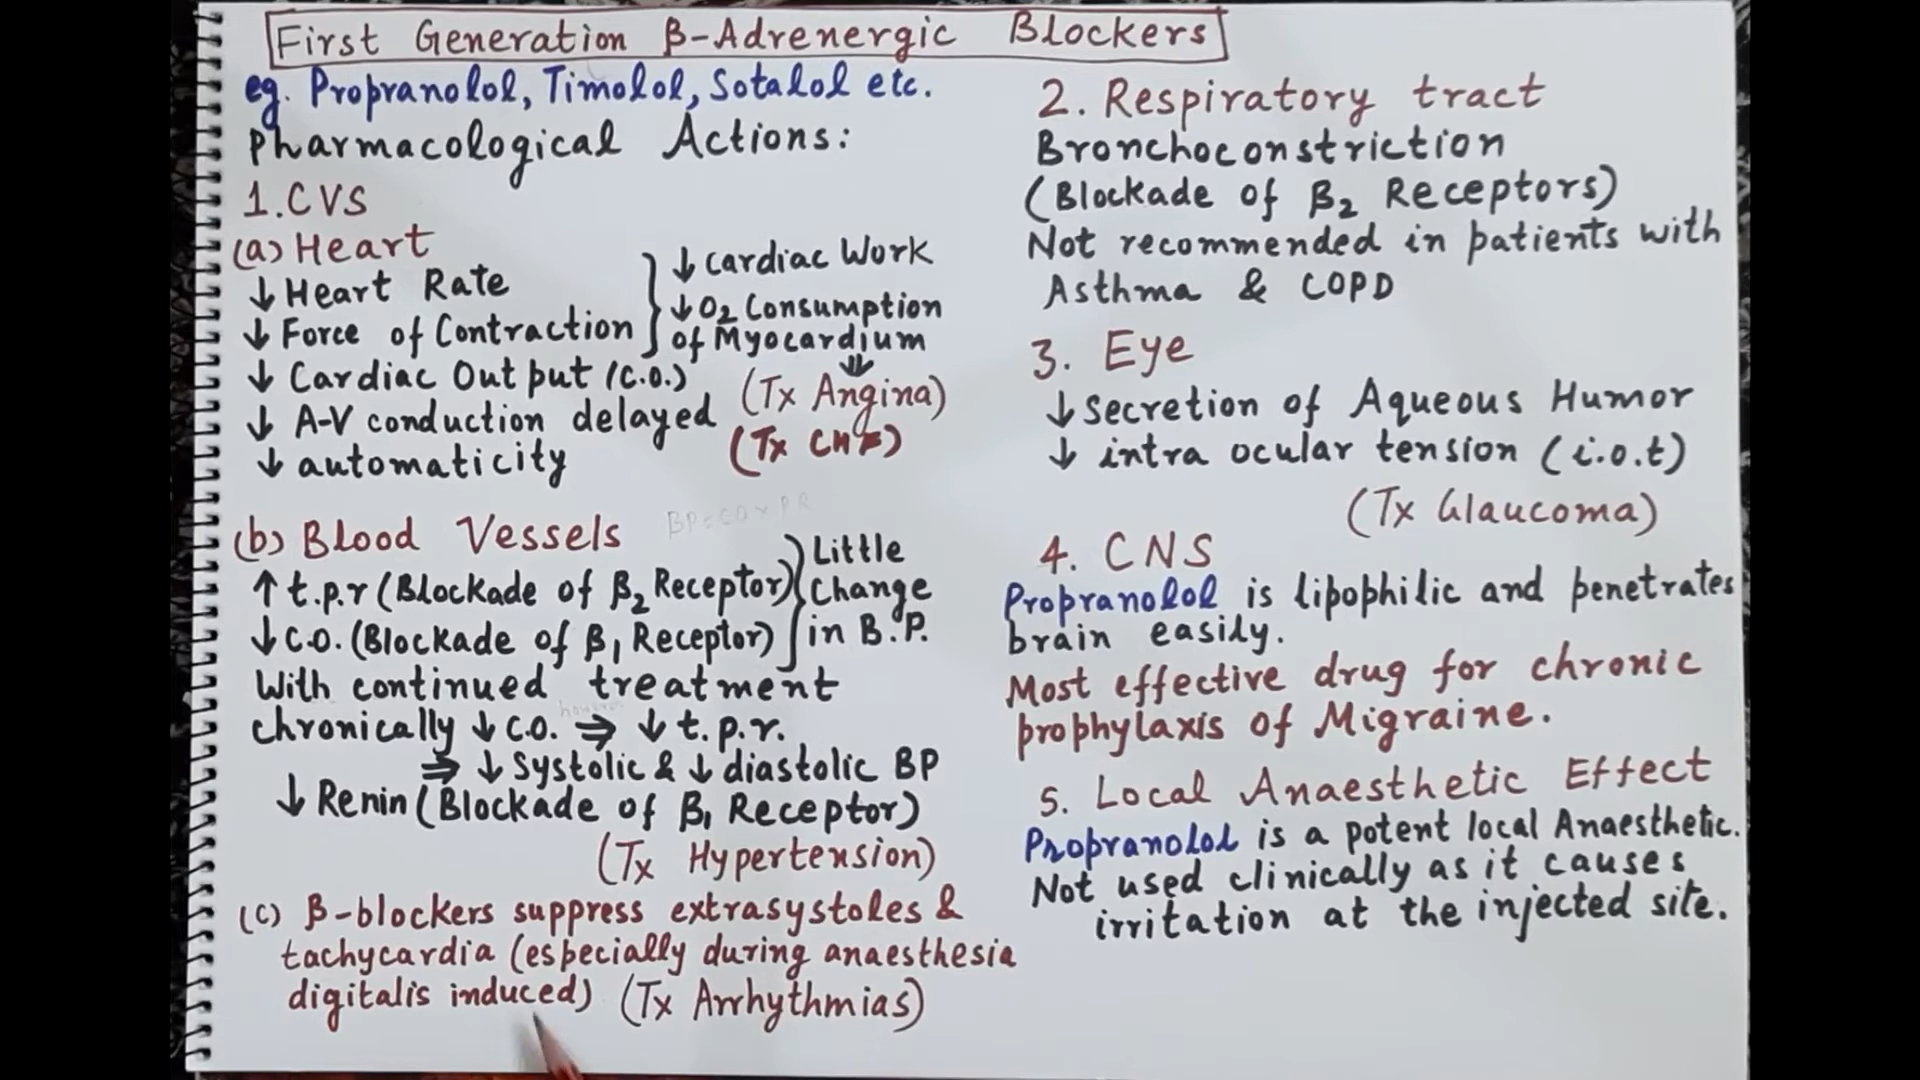 First Generation β-Adrenergic Blockers
eg. Propranolol, Timolol, Sotalol etc.
Pharmacological Actions:
1. CVS
(a) Heart
↓ Heart Rate
↓ Force of Contraction
↓ Cardiac Work
↓ O2 Consumption
of Myocardium
⇓
(Tx Angina)
(Tx CHF)
↓ Cardiac Output (C.O.)
↓ A-V conduction delayed
↓ automaticity
BP=COxPR
(b) Blood Vessels
↑ t.p.r (Blockade of β2 Receptor)
↓ C.O. (Blockade of β1 Receptor)
Little
Change
in B.P.
With continued treatment
chronically ↓ C.O. ⇒ ↓ t.p.r.
⇒ ↓ Systolic & ↓ diastolic BP
↓ Renin (Blockade of β1 Receptor)
(Tx Hypertension)
(c) β-blockers suppress extrasystoles &
tachycardia (especially during anaesthesia
digitalis induced) (Tx Arrhythmias)
2. Respiratory tract
Bronchoconstriction
(Blockade of β2 Receptors)
Not recommended in patients with
Asthma & COPD
3. Eye
↓ Secretion of Aqueous Humor
↓ intra ocular tension (i.o.t)
(Tx Glaucoma)
4. CNS
Propranolol is lipophilic and penetrates
brain easily.
Most effective drug for chronic
prophylaxis of Migraine.
5. Local Anaesthetic Effect
Propranolol is a potent local Anaesthetic.
Not used clinically as it causes
irritation at the injected site.